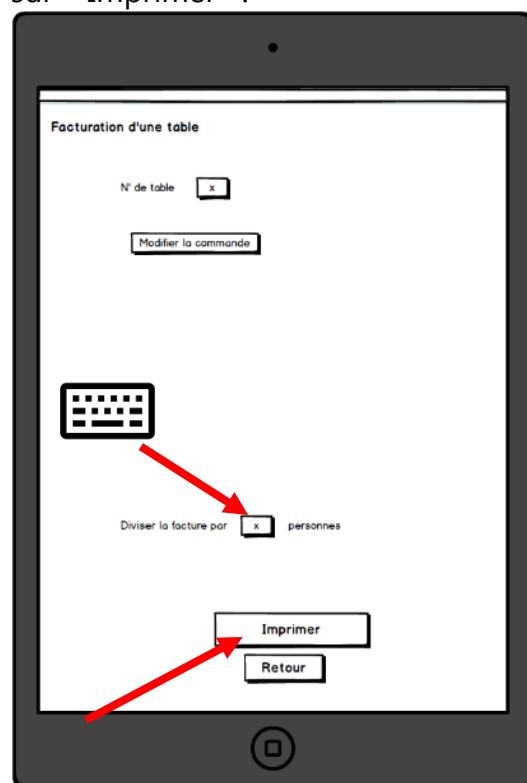 Facturation d'une table
N° de table x
Modifier la commande
Diviser la facture par x personnes
Imprimer
Retour